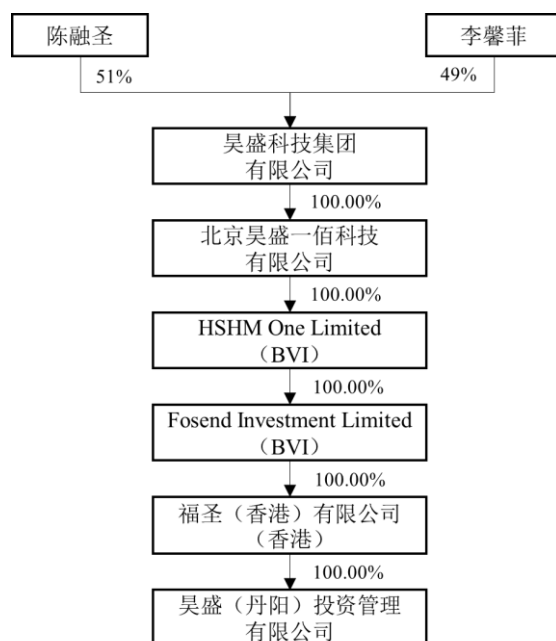 陈融圣
李馨菲
51%
49%
昊盛科技集团
有限公司
100.00%
北京昊盛一佰科技
有限公司
100.00%
HSHM One Limited
（BVI）
100.00%
Fosend Investment Limited
（BVI）
100.00%
福圣（香港）有限公司
（香港）
100.00%
昊盛（丹阳）投资管理
有限公司